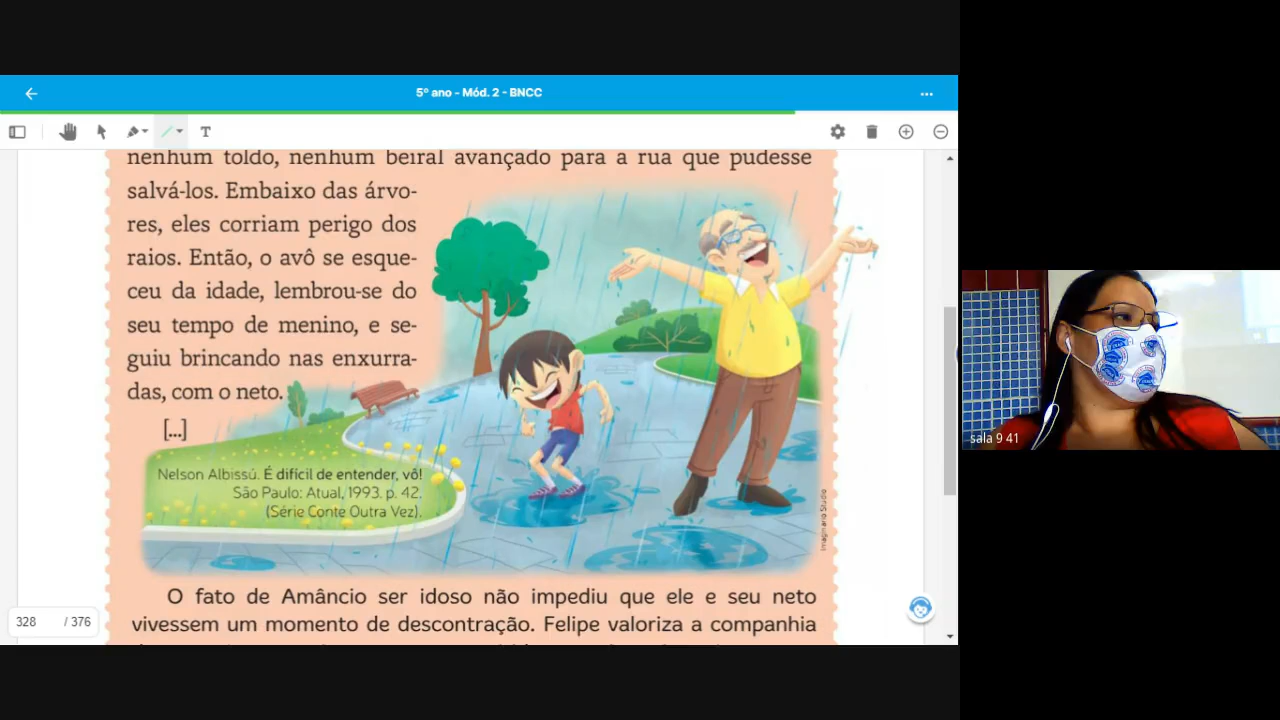 5º ano - Mód. 2 - BNCC
T
nenhum toldo, nenhum beiral avançado para a rua que pudesse
salvá-los. Embaixo das árvo-
res, eles corriam perigo dos
raios. Então, o avô se esque-
ceu da idade, lembrou-se do
seu tempo de menino, e se-
guiu brincando nas enxurra-
das, com o neto.
[...]
Nelson Albissú. É difícil de entender, vô!
São Paulo: Atual, 1993. p. 42.
(Série Conte Outra Vez).
Imaginario Studio
O fato de Amâncio ser idoso não impediu que ele e seu neto
vivessem um momento de descontração. Felipe valoriza a companhia
328 / 376
sala 9 41